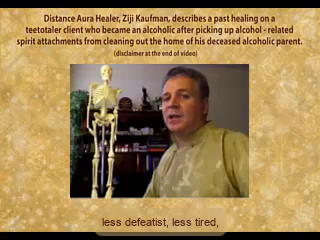 Distance Aura Healer, Ziji Kaufman, describes a past healing on a
teetotaler client who became an alcoholic after picking up alcohol - related
spirit attachments from cleaning out the home of his deceased alcoholic parent.
(disclaimer at the end of video)
less defeatist, less tired,